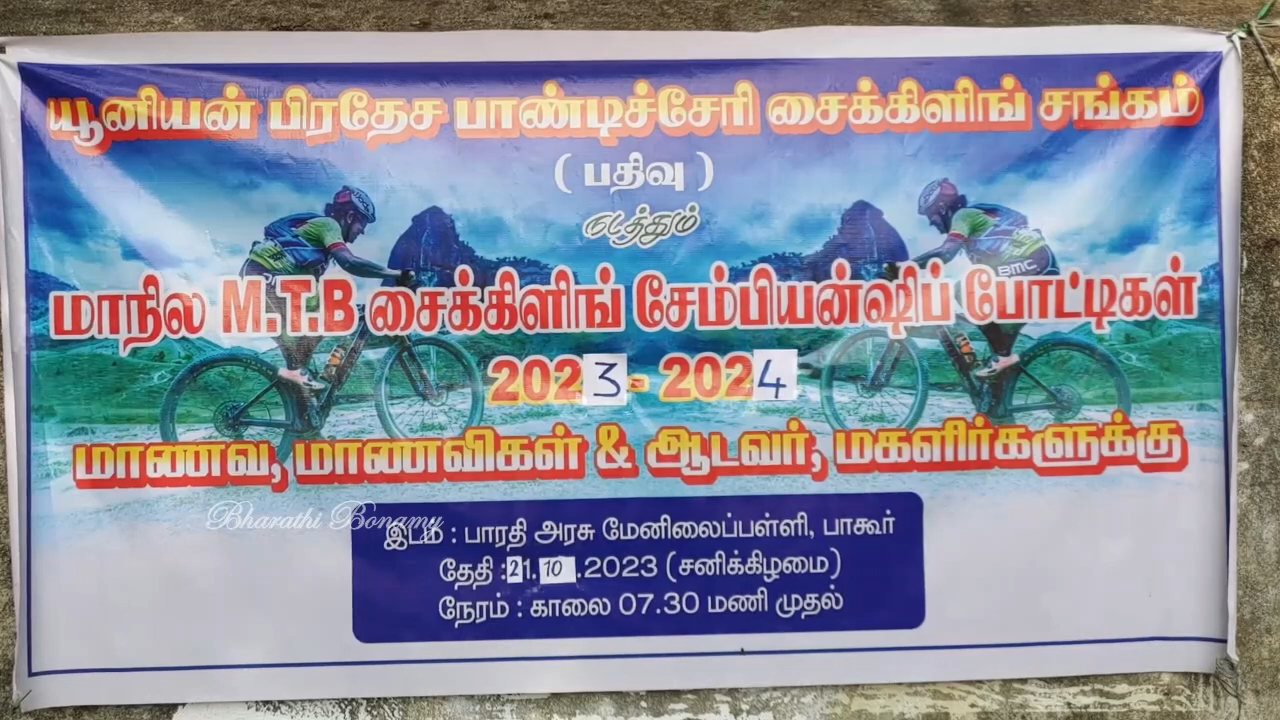 யூனியன் பிரதேச பாண்டிச்சேரி சைக்கிளிங் சங்கம்
( பதிவு )
நடத்தும்
மாநில M.T.B சைக்கிளிங் சேம்பியன்ஷிப் போட்டிகள்
2023 - 2024
மாணவ, மாணவிகள் & ஆடவர், மகளிர்களுக்கு
Bharathi Bonamy
இடம் : பாரதி அரசு மேனிலைப்பள்ளி, பாகூர்
தேதி :21.10.2023 (சனிக்கிழமை)
நேரம் : காலை 07.30 மணி முதல்
BMC